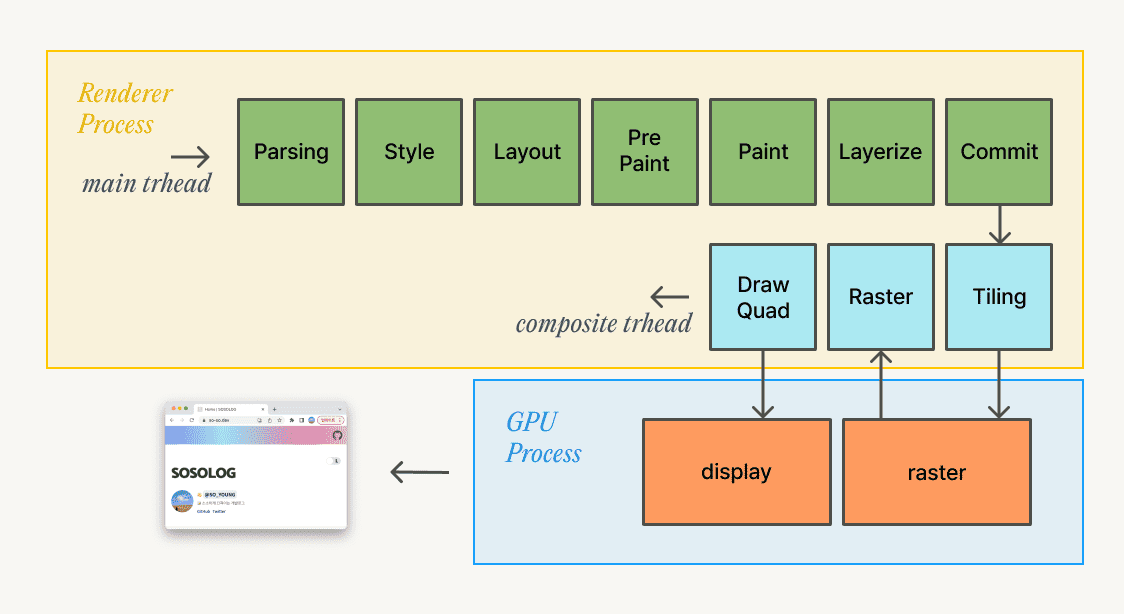 Renderer
Process
main trhead
Parsing
Style
Layout
Pre
Paint
Paint
Layerize
Commit
composite trhead
Draw
Quad
Raster
Tiling
GPU
Process
display
raster
Home | SOSOLOG
so-so.dev
SOSOLOG
@SO_YOUNG
GitHub Twitter